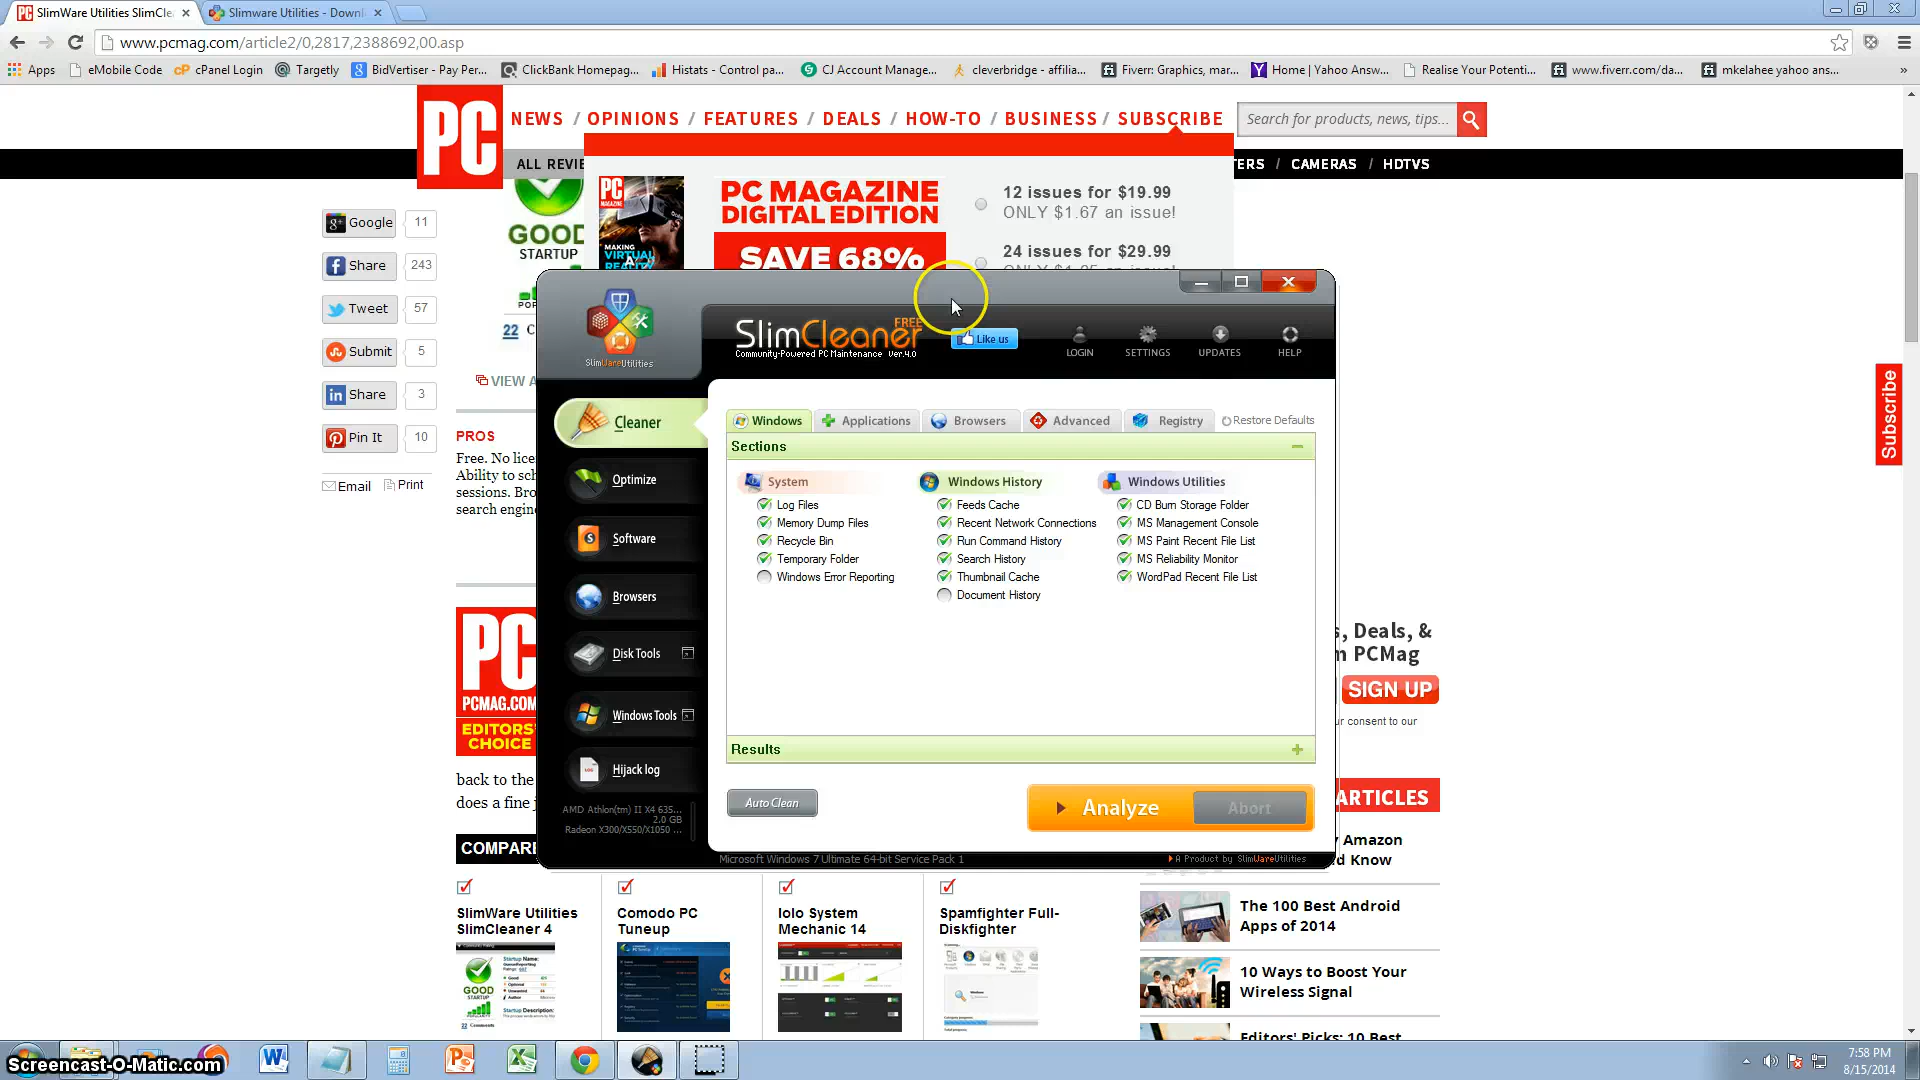 SlimWare Utilities SlimCle
Slimware Utilities - Downl
www.pcmag.com/article2/0,2817,2388692,00.asp
Apps
eMobile Code
cPanel Login
Targetly
BidVertiser - Pay Per...
ClickBank Homepag...
Histats - Control pa...
CJ Account Manage...
cleverbridge - affilia...
Fiverr: Graphics, mar...
Home | Yahoo Answ...
Realise Your Potenti...
www.fiverr.com/da...
mkelahee yahoo ans...
»
PC
NEWS / OPINIONS / FEATURES / DEALS / HOW-TO / BUSINESS / SUBSCRIBE
Search for products, news, tips...
ALL REVIE
TERS / CAMERAS / HDTVS
PC MAGAZINE
DIGITAL EDITION
SAVE 68%
12 issues for $19.99
ONLY $1.67 an issue!
24 issues for $29.99
MAKING
VIRTUAL
REALITY
Google 11
Share 243
Tweet 57
Submit 5
Share 3
Pin It 10
Email
Print
GOOD
STARTUP
22 C
VIEW A
PROS
Free. No lice
Ability to sch
sessions. Bro
search engin
PC
PCMAG.COM
EDITORS'
CHOICE
back to the
does a fine j
COMPARE
SlimWareUtilities
SlimCleaner FREE
Community-Powered PC Maintenance Ver.4.0
Like us
LOGIN
SETTINGS
UPDATES
HELP
Cleaner
Optimize
Software
Browsers
Disk Tools
Windows Tools
Hijack log
AMD Athlon(tm) II X4 635...
2.0 GB
Radeon X300/X550/X1050 ...
Windows
Applications
Browsers
Advanced
Registry
Restore Defaults
Sections
System
Log Files
Memory Dump Files
Recycle Bin
Temporary Folder
Windows Error Reporting
Windows History
Feeds Cache
Recent Network Connections
Run Command History
Search History
Thumbnail Cache
Document History
Windows Utilities
CD Burn Storage Folder
MS Management Console
MS Paint Recent File List
MS Reliability Monitor
WordPad Recent File List
Results
Auto Clean
Analyze
Abort
Microsoft Windows 7 Ultimate 64-bit Service Pack 1
A Product by SlimWareUtilities
Subscribe
s, Deals, &
m PCMag
SIGN UP
ur consent to our
ARTICLES
y Amazon
d Know
The 100 Best Android
Apps of 2014
10 Ways to Boost Your
Wireless Signal
Editors' Picks: 10 Best
SlimWare Utilities
SlimCleaner 4
Comodo PC
Tuneup
Iolo System
Mechanic 14
Spamfighter Full-
Diskfighter
GOOD
STARTUP
Screencast-O-Matic.com
7:58 PM
8/15/2014